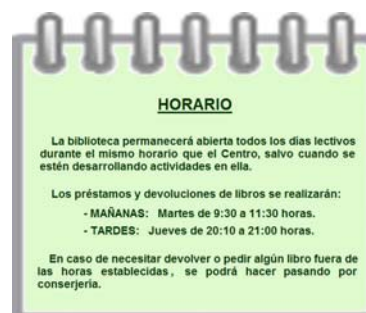 HORARIO
La biblioteca permanecerá abierta todos los días lectivos
durante el mismo horario que el Centro, salvo cuando se
estén desarrollando actividades en ella.
Los préstamos y devoluciones de libros se realizarán:
- MAÑANAS: Martes de 9:30 a 11:30 horas.
- TARDES: Jueves de 20:10 a 21:00 horas.
En caso de necesitar devolver o pedir algún libro fuera de
las horas establecidas, se podrá hacer pasando por
conserjería.